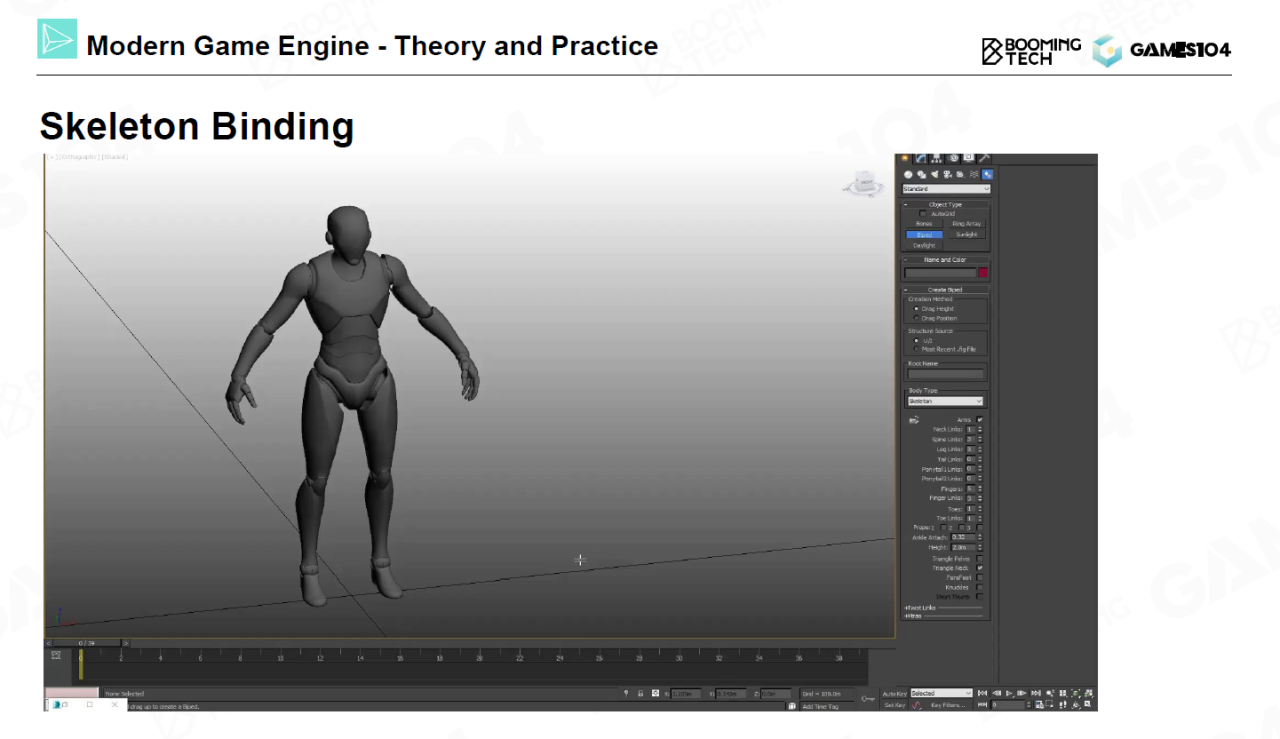 Modern Game Engine - Theory and Practice
BOOMING
TECH
GAMES104
Skeleton Binding
[+][Orthographic][Shaded]
Standard
Object Type
AutoGrid
Bones
Ring Array
Biped
Sunlight
Daylight
Name and Color
Create Biped
Creation Method
Drag Height
Drag Position
Structure Source
U/I
Most Recent .fig File
Root Name
Body Type
Skeleton
Arms
Neck Links: 1
Spine Links: 3
Leg Links: 3
Tail Links: 0
Ponytail1 Links: 0
Ponytail2 Links: 0
Fingers: 5
Finger Links: 3
Toes: 1
Toe Links: 1
Props: 1 2 3
Ankle Attach:
Height:
Triangle Pelvis
Triangle Neck
ForeFeet
Knuckles
Short Thumb
+Twist Links
+Xtras
0 / 39
0 2 4 6 8 10 12 14 16 18 20 22 24 26 28 30 32 34 36 38
None Selected
X:
Y:
Z: 0.0m
Auto Key
Selected
drag up to create a Biped.
Add Time Tag
Set Key
Key Filters...
0